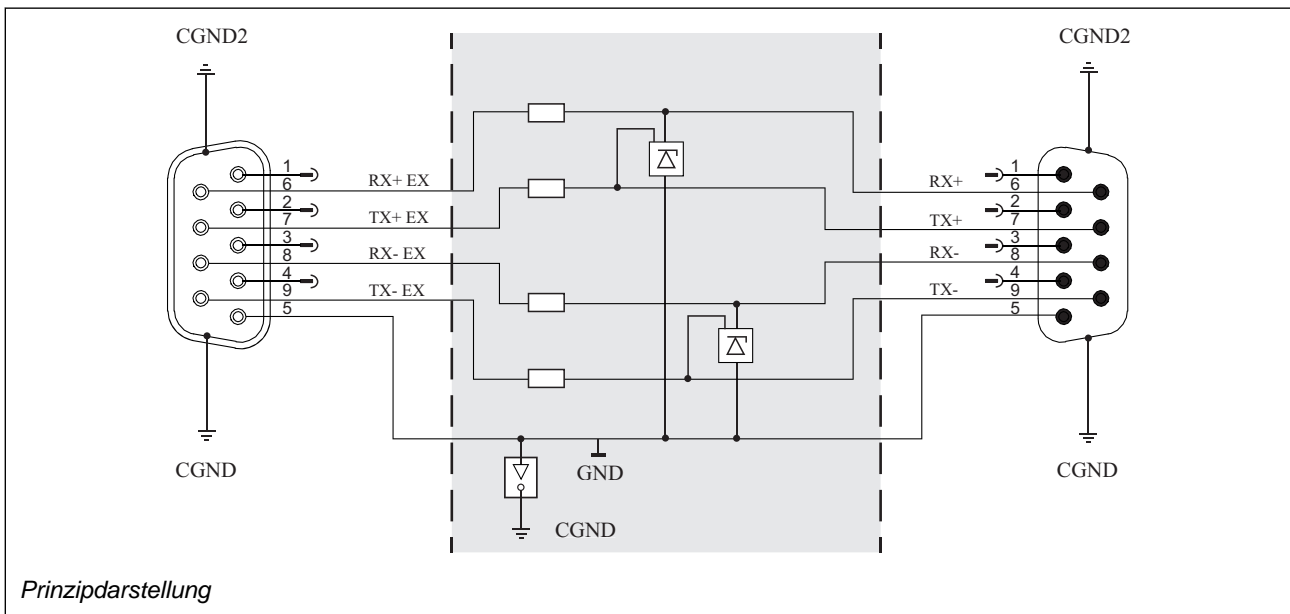 CGND2
CGND2
1
6
RX+ EX
2
7
TX+ EX
3
8
RX- EX
4
9
TX- EX
5
1
RX+
6
2
TX+
7
3
RX-
8
4
TX-
9
5
CGND
GND
CGND
CGND
Prinzipdarstellung